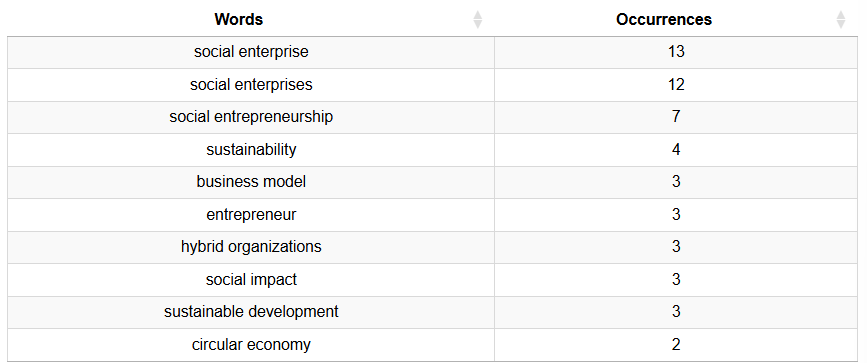 Words Occurrences
social enterprise 13
social enterprises 12
social entrepreneurship 7
sustainability 4
business model 3
entrepreneur 3
hybrid organizations 3
social impact 3
sustainable development 3
circular economy 2